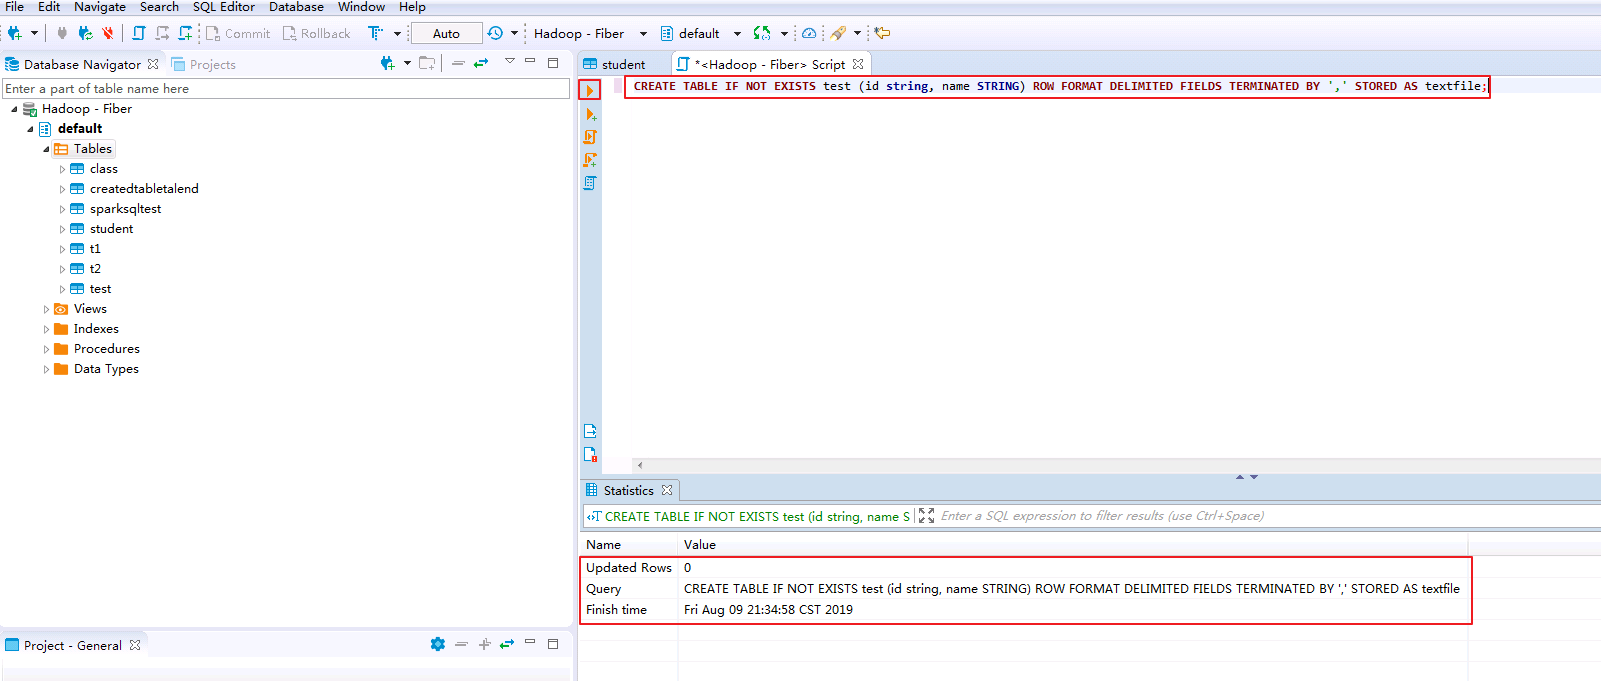 File Edit Navigate Search SQL Editor Database Window Help
Commit Rollback T Auto Hadoop - Fiber default
Database Navigator Projects
Enter a part of table name here
Hadoop - Fiber
default
Tables
class
createdtabletalend
sparksqltest
student
t1
t2
test
Views
Indexes
Procedures
Data Types
Project - General
student *<Hadoop - Fiber> Script
CREATE TABLE IF NOT EXISTS test (id string, name STRING) ROW FORMAT DELIMITED FIELDS TERMINATED BY ',' STORED AS textfile;
Statistics
CREATE TABLE IF NOT EXISTS test (id string, name S Enter a SQL expression to filter results (use Ctrl+Space)
Name Value
Updated Rows 0
Query CREATE TABLE IF NOT EXISTS test (id string, name STRING) ROW FORMAT DELIMITED FIELDS TERMINATED BY ',' STORED AS textfile
Finish time Fri Aug 09 21:34:58 CST 2019